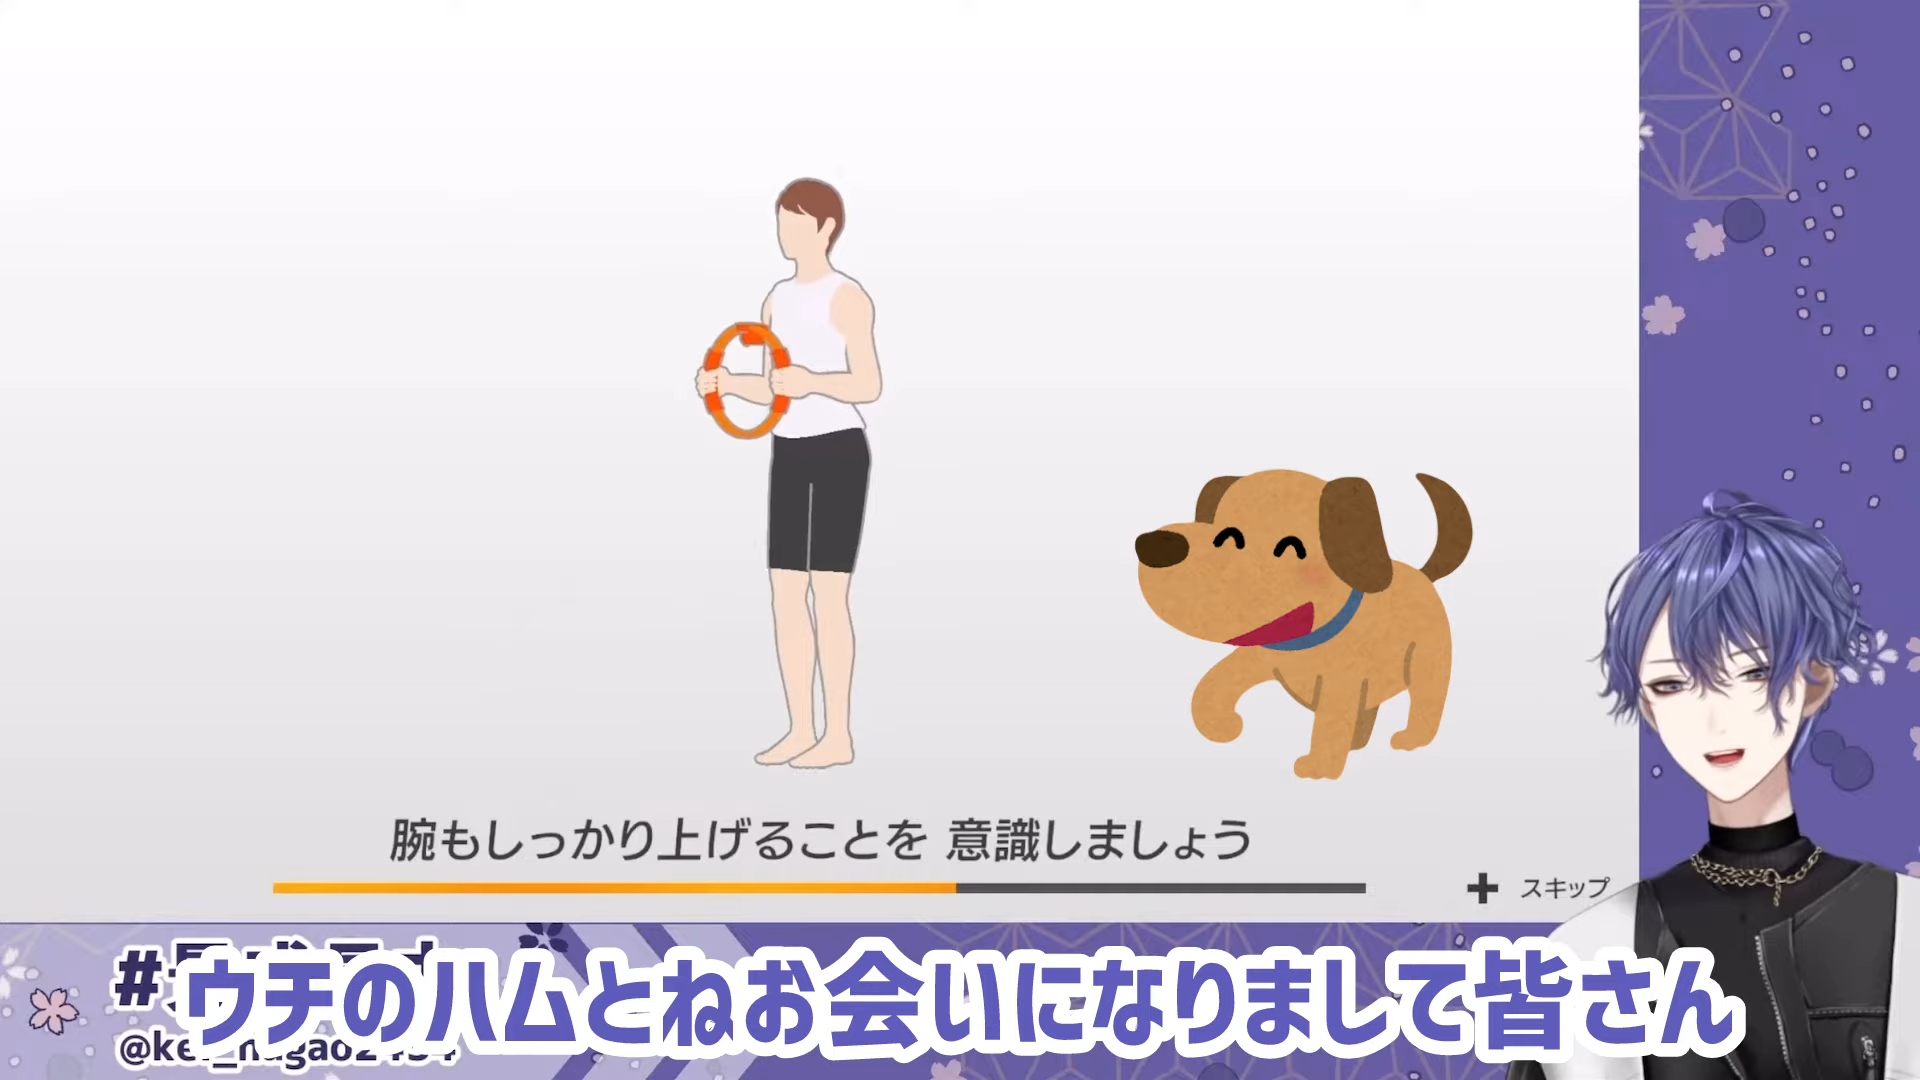 腕もしっかり上げることを 意識しましょう
+ スキップ
ウチのハムとねお会いになりまして皆さん